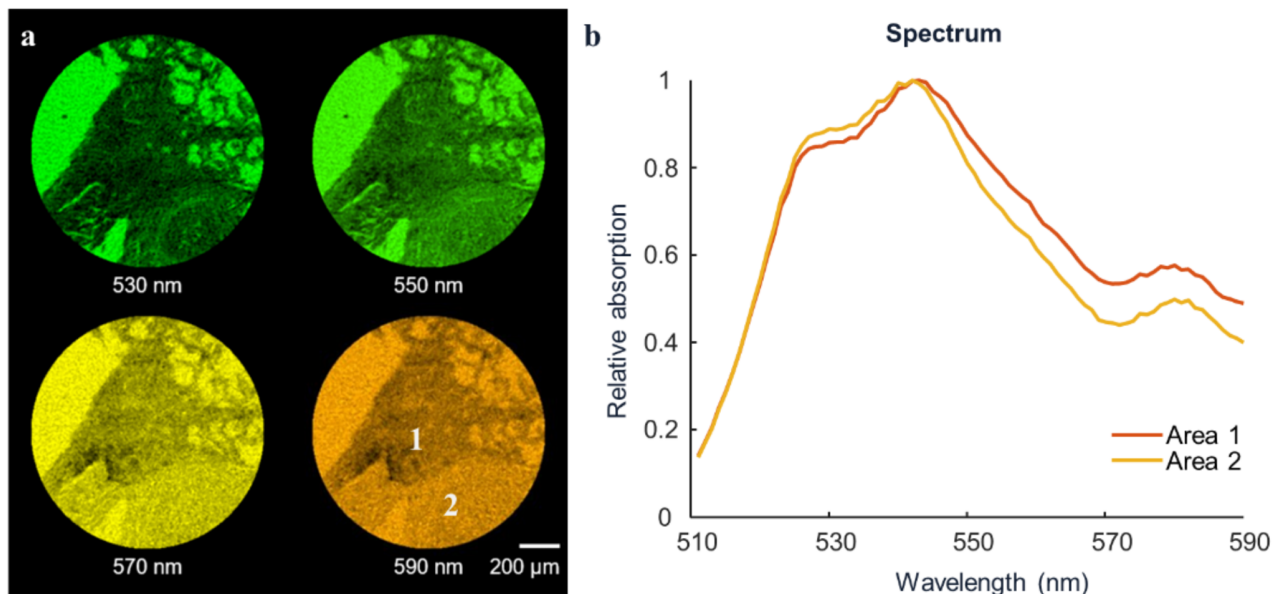 a
530 nm
550 nm
1
2
570 nm
590 nm
200 μm
b
Spectrum
Relative absorption
1
0.8
0.6
0.4
0.2
0
510
530
550
570
590
Wavelength (nm)
Area 1
Area 2